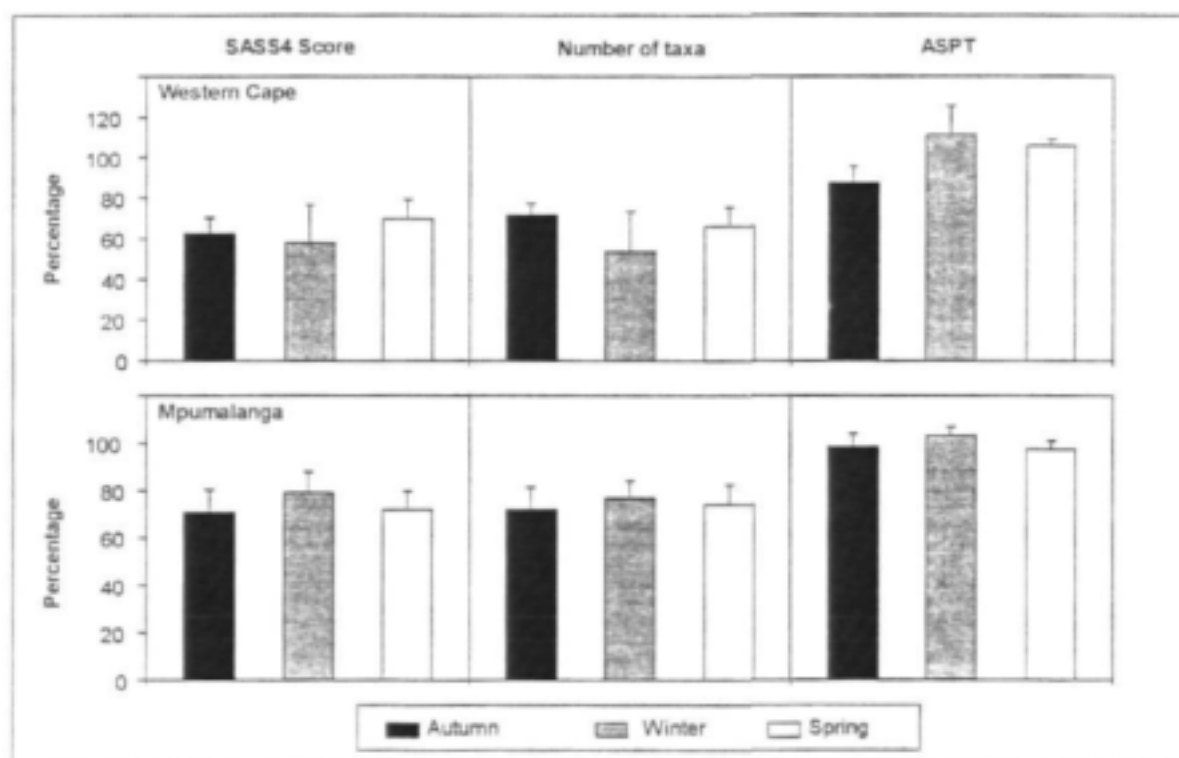 SASS4 Score Number of taxa ASPT
Western Cape
Percentage
120
100
80
60
40
20
0
Mpumalanga
Percentage
100
80
60
40
20
0
Autumn Winter Spring